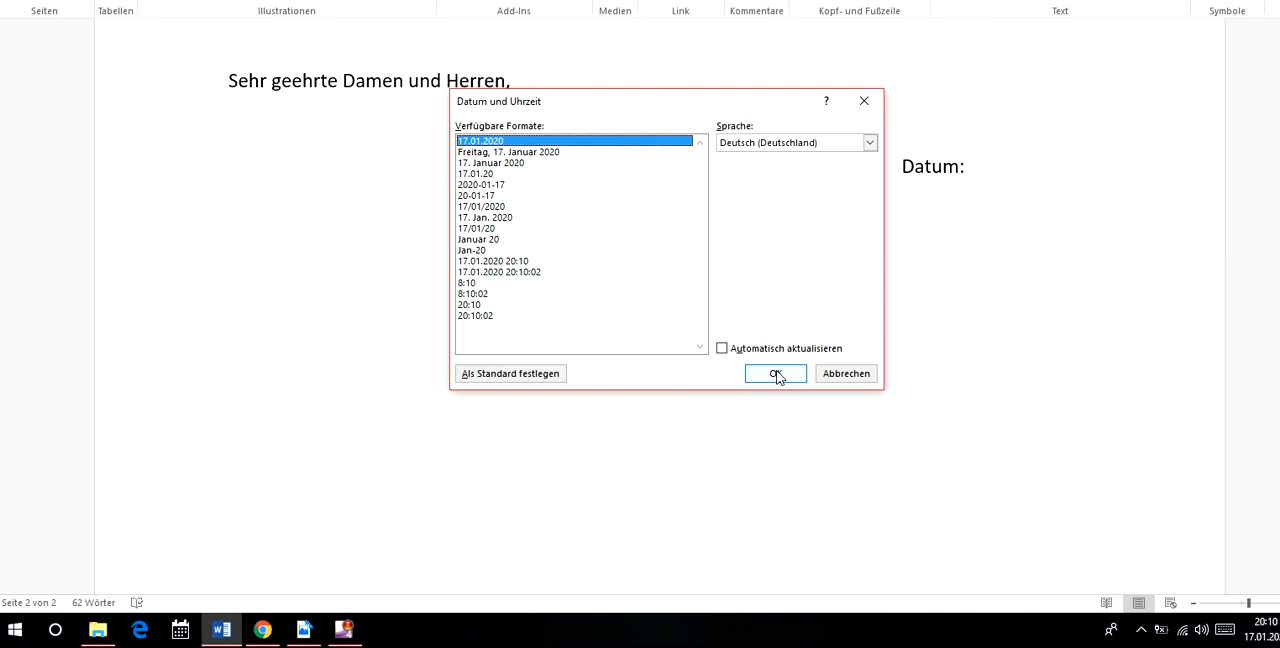 Seiten Tabellen Illustrationen Add-Ins Medien Link Kommentare Kopf- und Fußzeile Text Symbole
Sehr geehrte Damen und Herren,
Datum und Uhrzeit ?
Verfügbare Formate: Sprache:
17.01.2020 Deutsch (Deutschland)
Freitag, 17. Januar 2020
17. Januar 2020
17.01.20
2020-01-17
20-01-17
17/01/2020
17. Jan. 2020
17/01/20
Januar 20
Jan-20
17.01.2020 20:10
17.01.2020 20:10:02
8:10
8:10:02
20:10
20:10:02
Datum:
Automatisch aktualisieren
Als Standard festlegen OK Abbrechen
Seite 2 von 2 62 Wörter
20:10
17.01.20